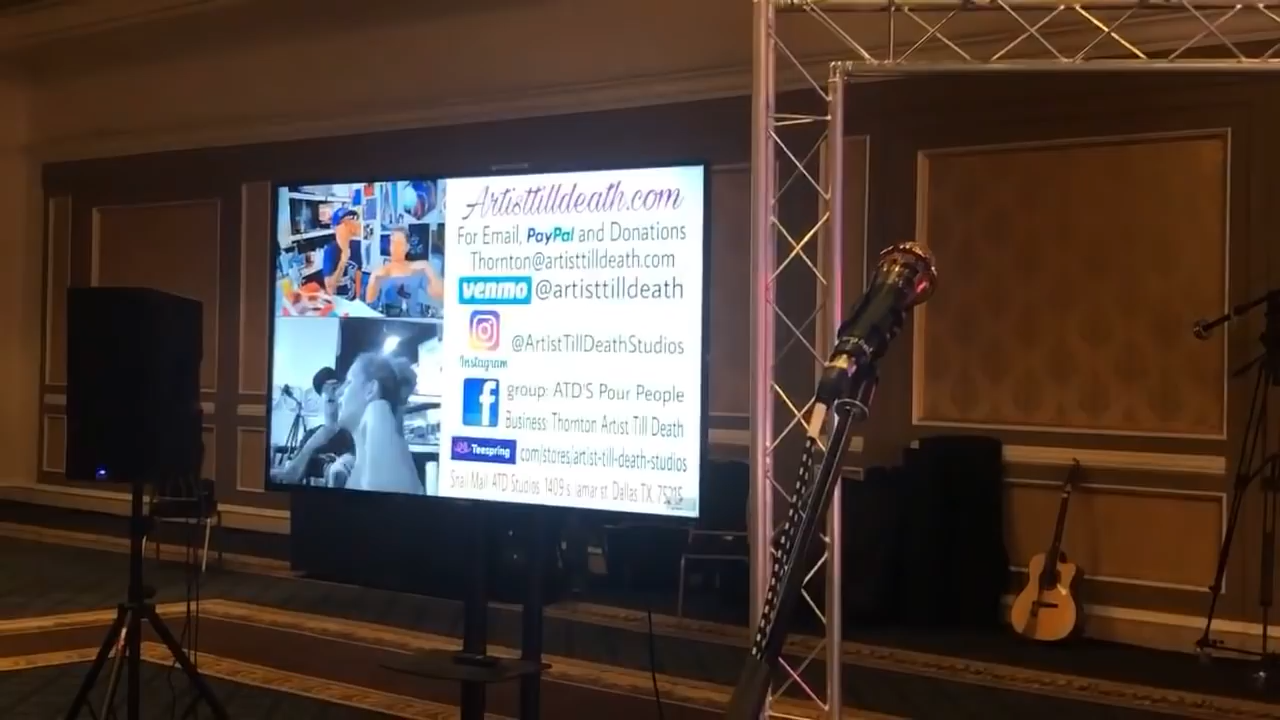 Artisttilldeath.com
For Email, PayPal and Donations
Thornton@artisttilldeath.com
venmo @artisttilldeath
@ArtistTillDeathStudios
Instagram
group: ATD'S Pour People
Business: Thornton Artist Till Death
Teespring com/stores/artist-till-death-studios
Snail Mail: ATD Studios 1409 s. lamar st. Dallas TX. 75215